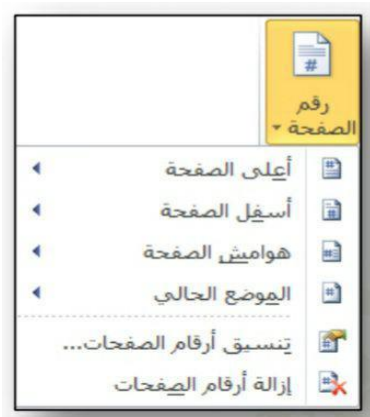 رقم
الصفحة
أعلى الصفحة
أسفل الصفحة
هوامش الصفحة
الموضع الحالي
تنسيق أرقام الصفحات...
إزالة أرقام الصفحات